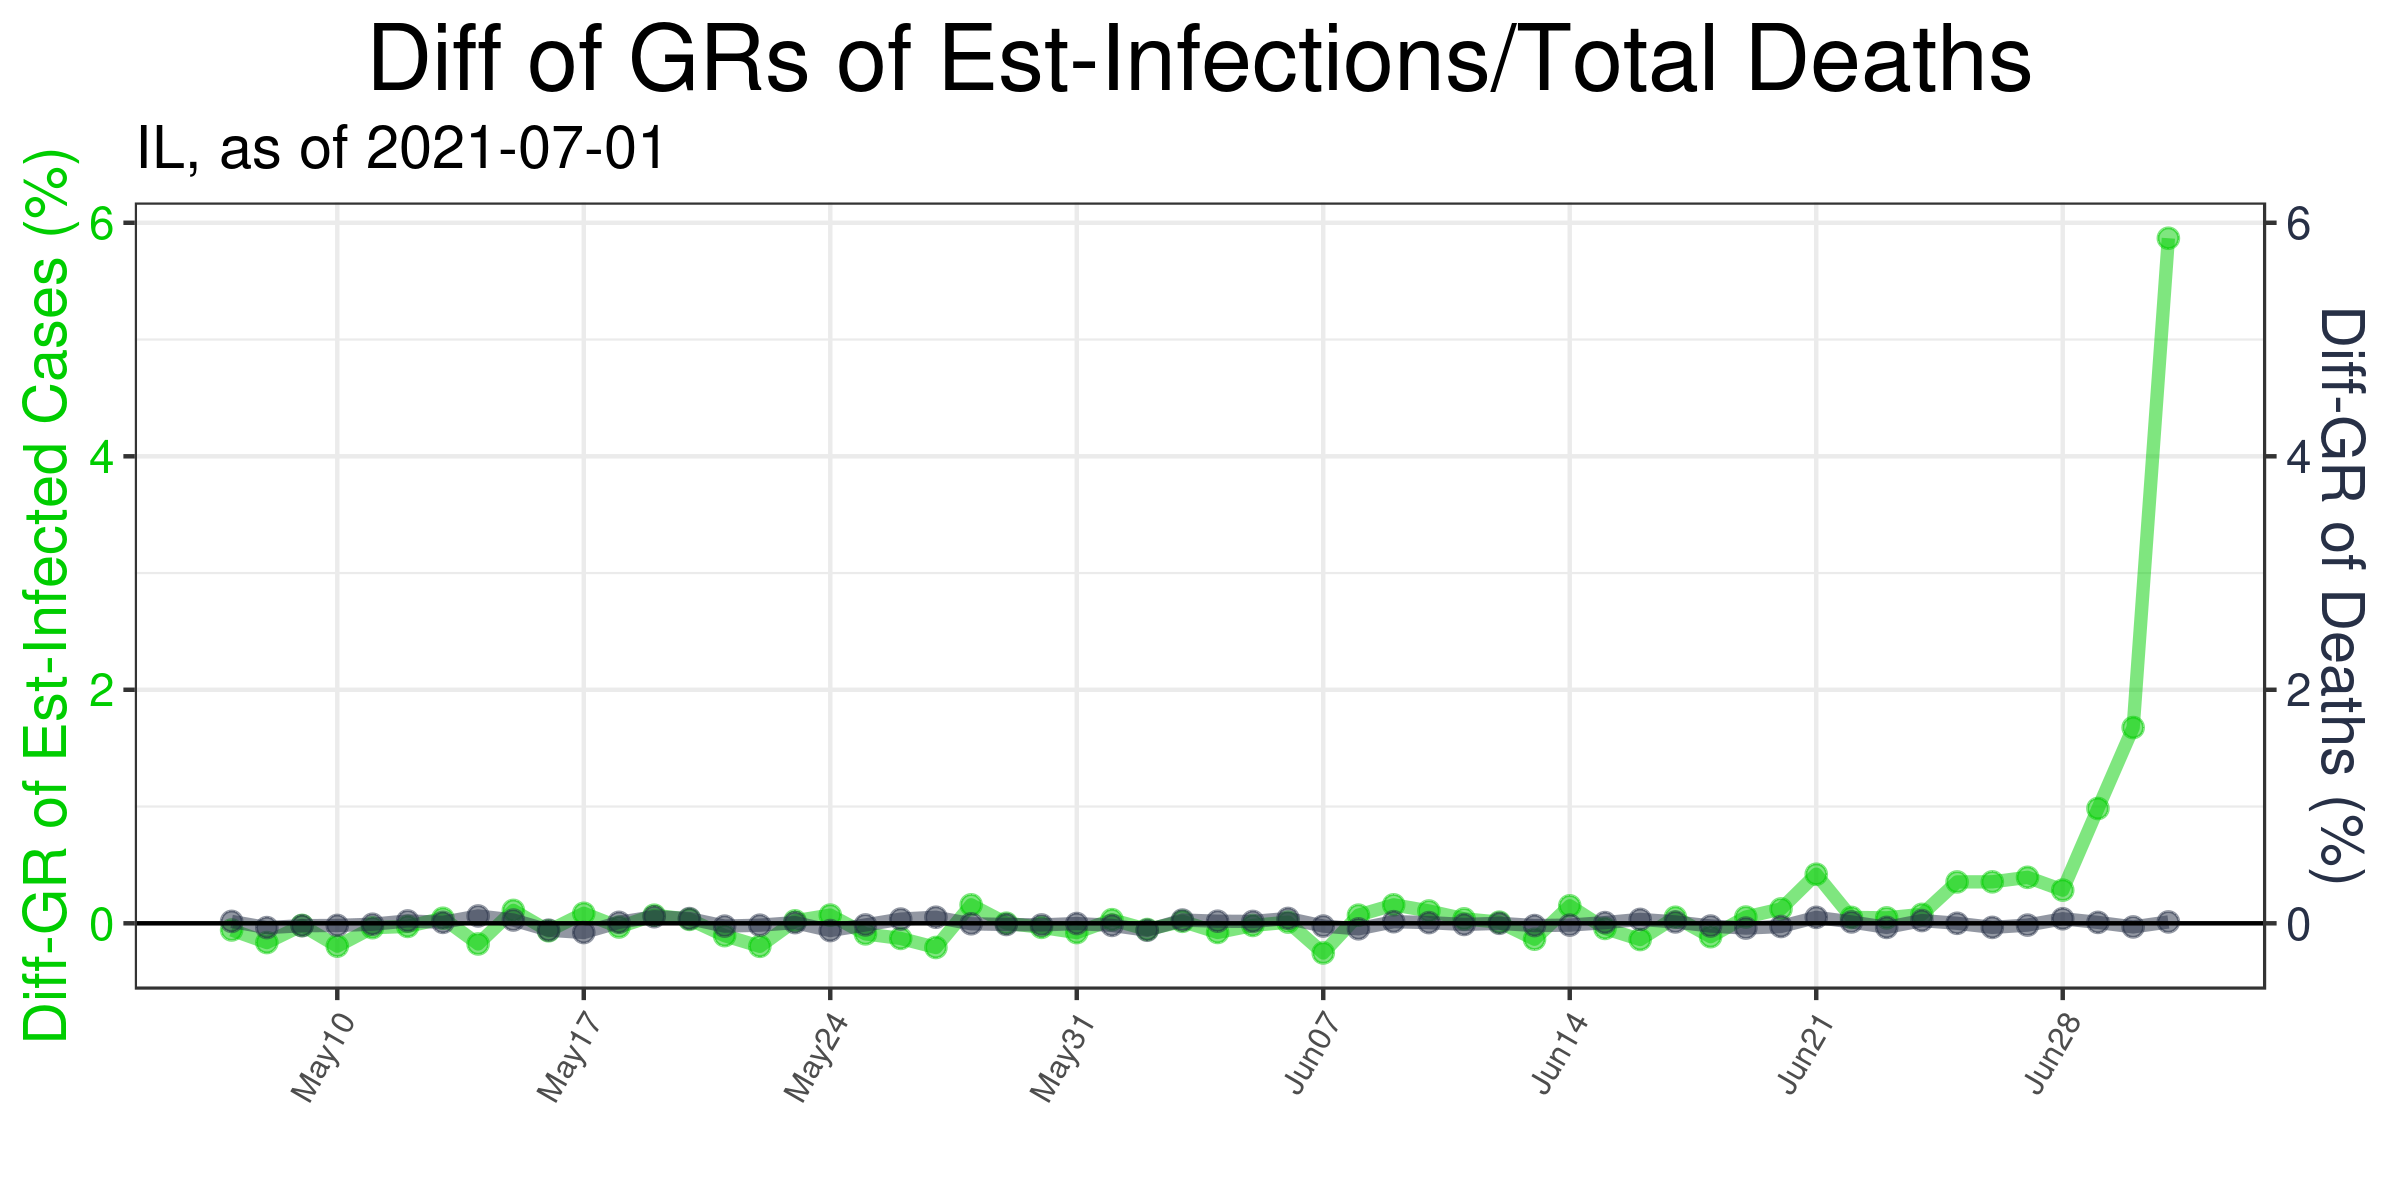 Diff of GRs of Est-Infections/Total Deaths
IL, as of 2021-07-01
Diff-GR of Est-Infected Cases (%)
6
4
2
0
6
4
2
0
Diff-GR of Deaths (%)
May10
May17
May24
May31
Jun07
Jun14
Jun21
Jun28